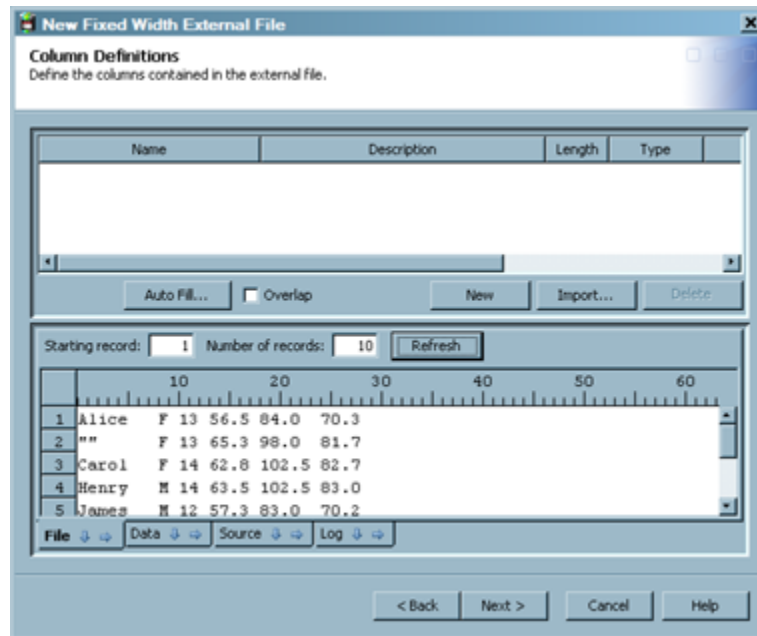 New Fixed Width External File
Column Definitions
Define the columns contained in the external file.
Name Description Length Type
Auto Fill... Overlap New Import... Delete
Starting record: 1 Number of records: 10 Refresh
10 20 30 40 50 60
1 Alice F 13 56.5 84.0 70.3
2 "" F 13 65.3 98.0 81.7
3 Carol F 14 62.8 102.5 82.7
4 Henry M 14 63.5 102.5 83.0
5 James M 12 57.3 83.0 70.2
File Data Source Log
< Back Next > Cancel Help